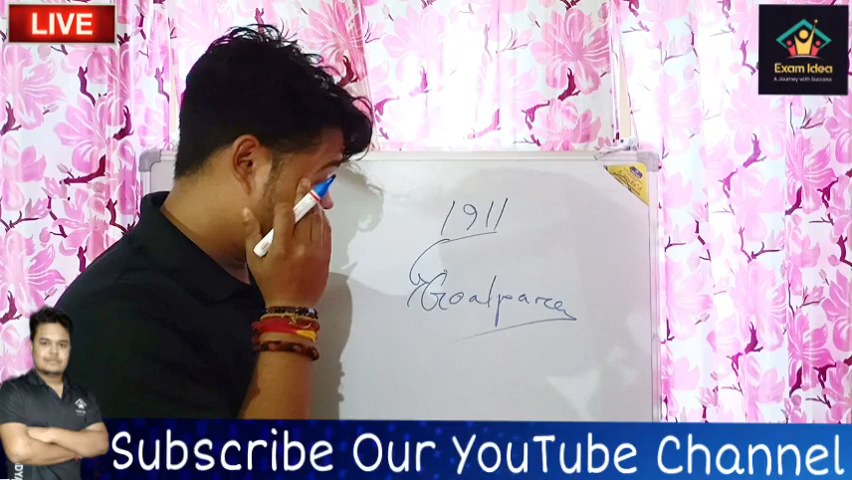 LIVE
Exam Idea
A Journey with Success
1911
Goalpara
Subscribe Our YouTube Channel